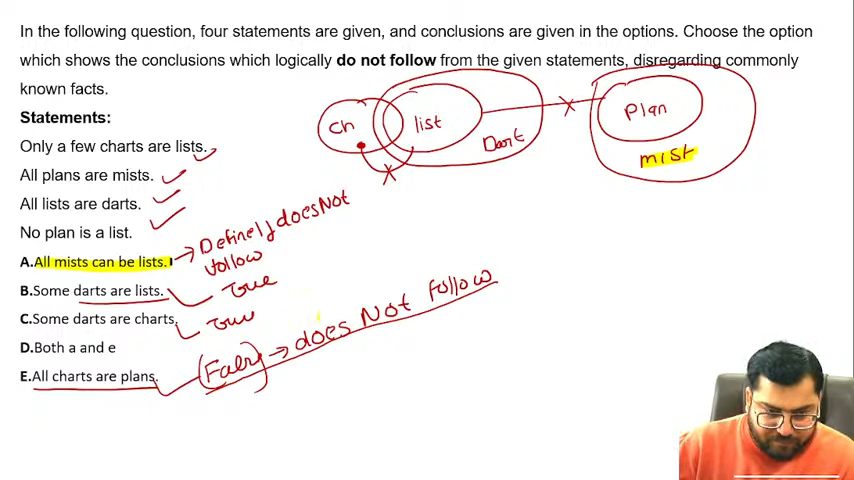 In the following question, four statements are given, and conclusions are given in the options. Choose the option
which shows the conclusions which logically do not follow from the given statements, disregarding commonly
known facts.
Statements:
Only a few charts are lists.
All plans are mists.
All lists are darts.
No plan is a list.
A.All mists can be lists.
B.Some darts are lists.
C.Some darts are charts.
D.Both a and e
E.All charts are plans.
Ch
list
Dart
Plan
mist
Definely doesNot
follow
True
True
does Not follow